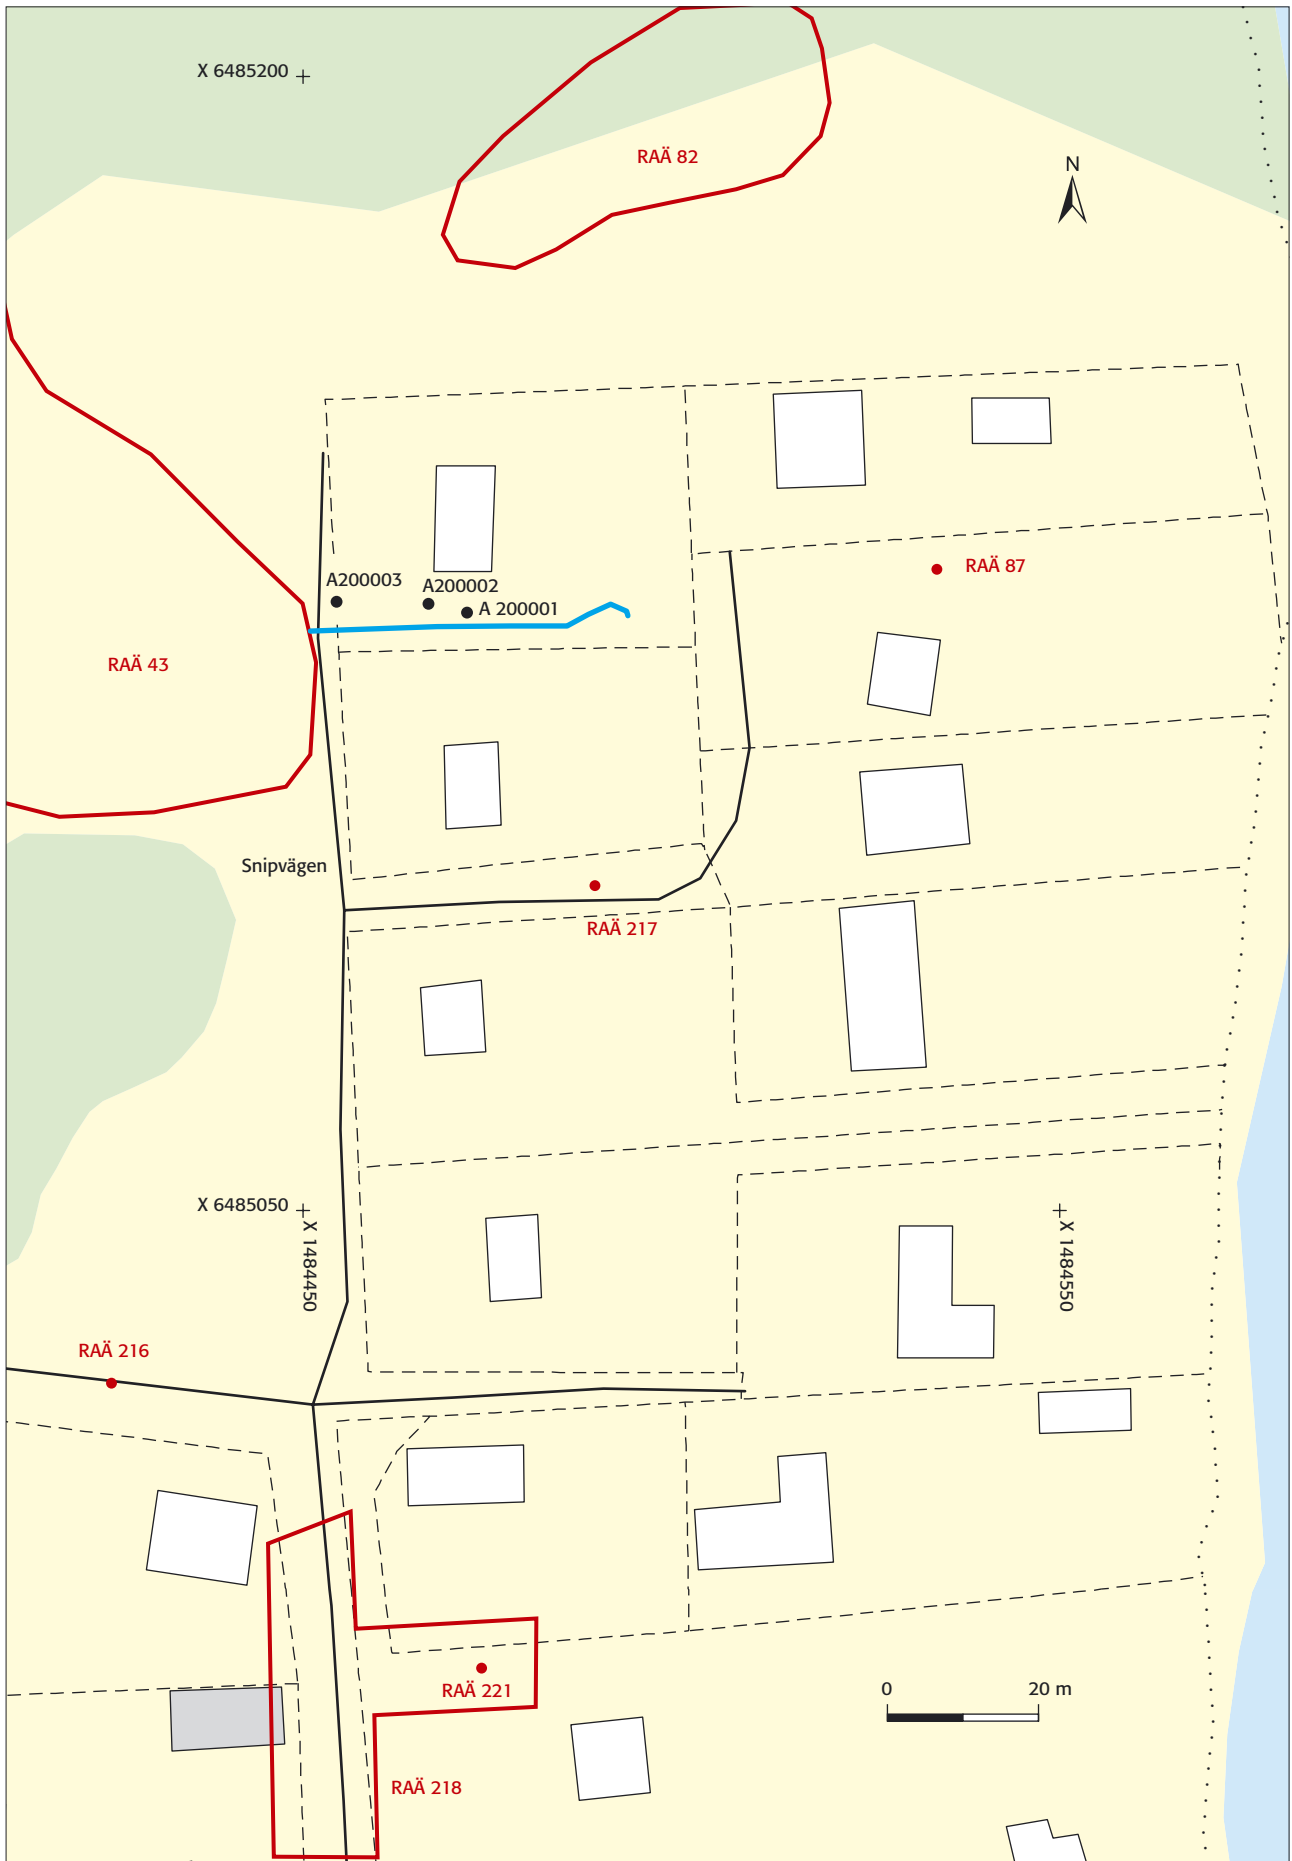 X 6485200
RAÄ 82
N
RAÄ 87
A200003
A200002
A 200001
RAÄ 43
Snipvägen
RAÄ 217
X 6485050
X 1484450
X 1484550
RAÄ 216
0 20 m
RAÄ 221
RAÄ 218